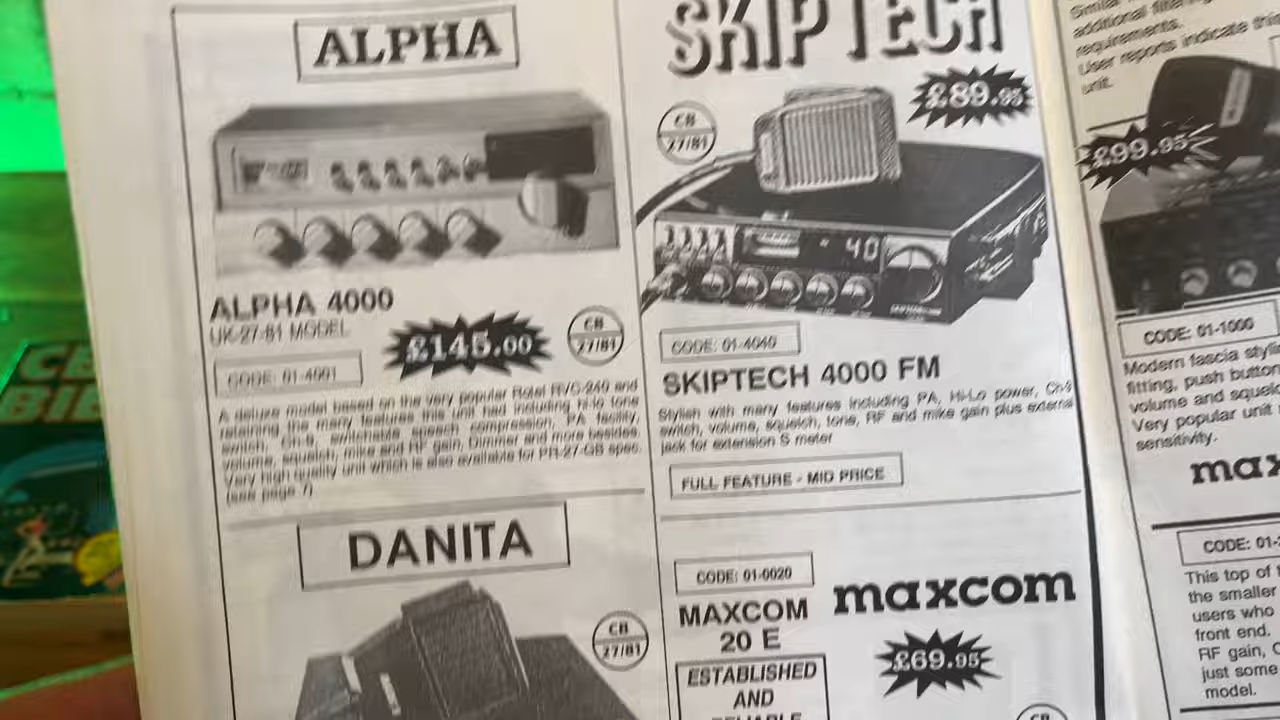 ALPHA
ALPHA 4000
UK-27-81 MODEL
£145.00
CB
27/81
CODE: 01-4001
A deluxe model based on the very popular Rotel RVC-240 and
retaining the many features this unit had including hi-lo tone
switch, Ch-9, switchable speech compression, PA facility,
volume, squelch, mike and RF gain, Dimmer and more besides.
Very high quality unit which is also available for PR-27-GB spec.
(see page 7)
DANITA
CB
27/81
SKIPTECH
£89.95
CB
27/81
40
CODE: 01-4040
SKIPTECH 4000 FM
Stylish with many features including PA, Hi-Lo power, Ch-9
switch, volume, squelch, tone, RF and mike gain plus external
jack for extension S meter
FULL FEATURE - MID PRICE
CODE: 01-0020
maxcom
MAXCOM
20 E
£69.95
ESTABLISHED
AND
RELIABLE
CB
additional
requirements.
User reports indicate this
unit.
£99.95
CODE: 01-1000
Modern fascia
fitting, push button
volume and
Very popular unit
sensitivity.
max
CODE: 01-
This top of
the smaller
users who
front end.
RF gain,
just some
model.